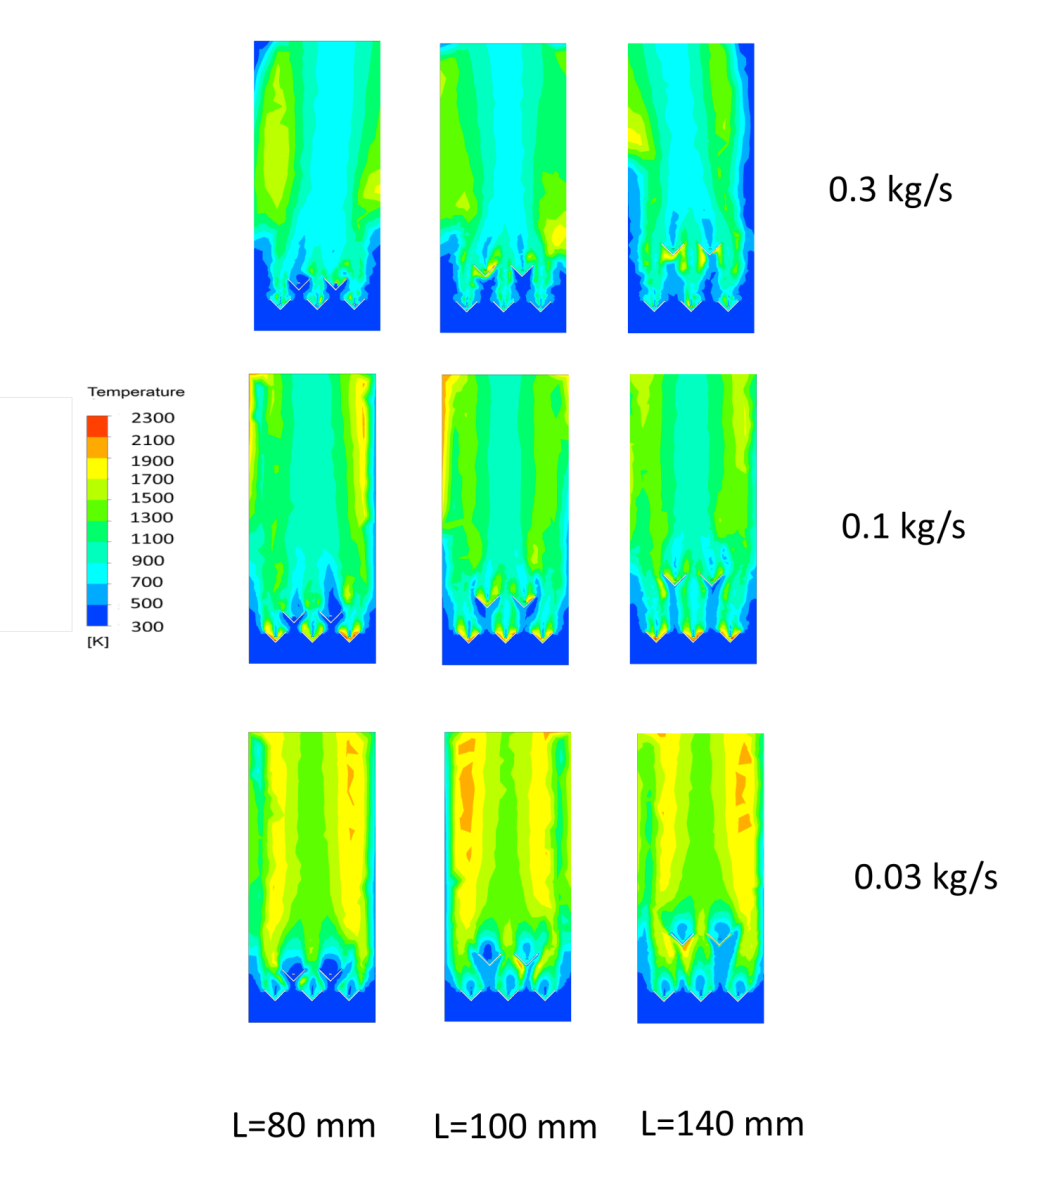 0.3 kg/s
Temperature
2300
2100
1900
1700
1500
1300
1100
900
700
500
300
[K]
0.1 kg/s
0.03 kg/s
L=80 mm
L=100 mm
L=140 mm